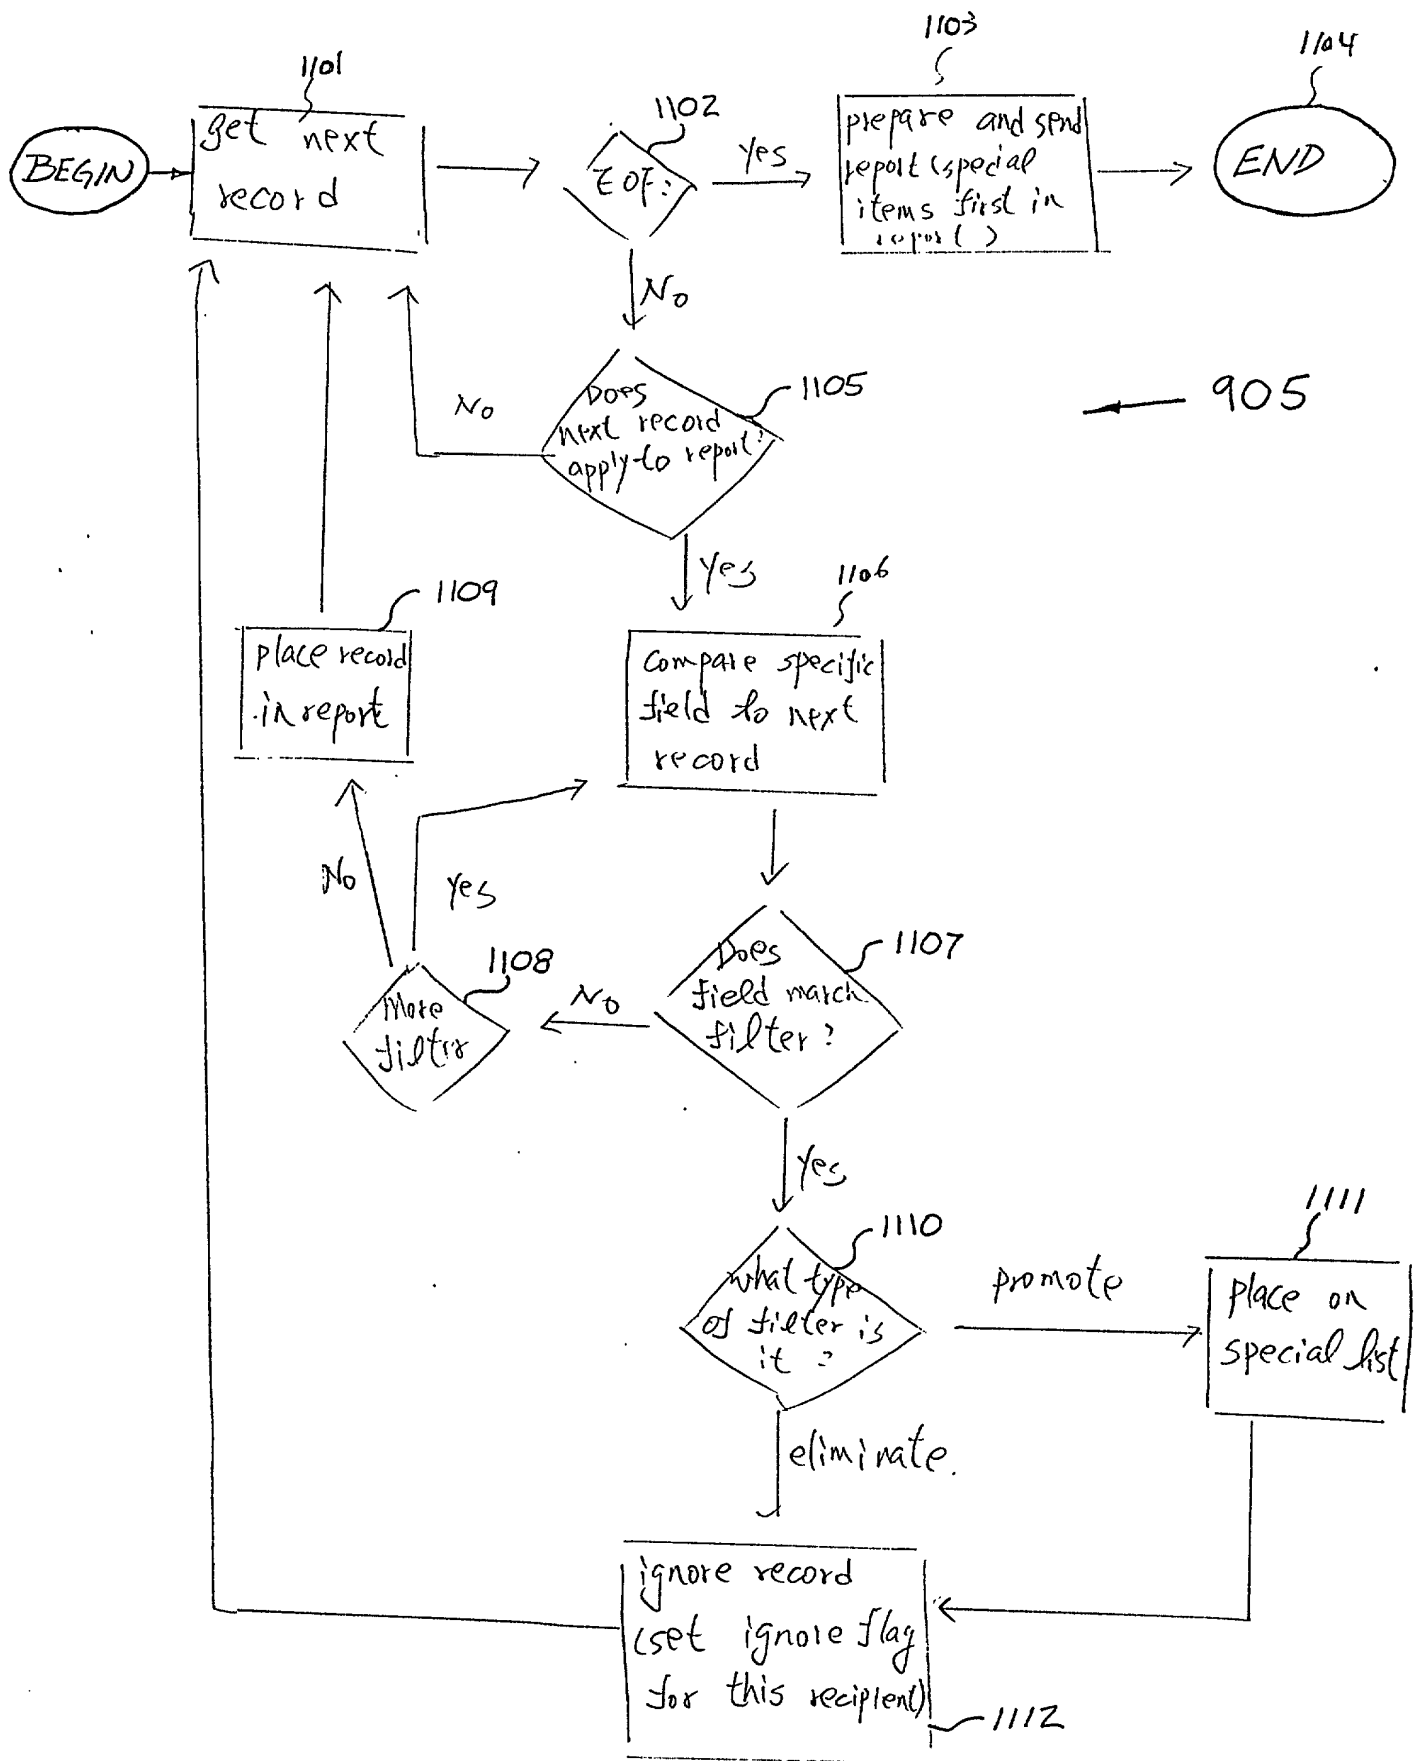 1101
1102
1103
1104
BEGIN
get next
record
EOF?
Yes
prepare and send
report (special
items first in
report)
END
No
Does
next record
apply to report?
1105
No
905
Yes
1106
Compare specific
field to next
record
1109
place record
in report
No
Yes
1108
More
filter
No
Does
field march
filter?
1107
Yes
1110
what type
of filter is
it?
promote
1111
place on
special list
eliminate.
ignore record
(set ignore flag
for this recipient)
1112